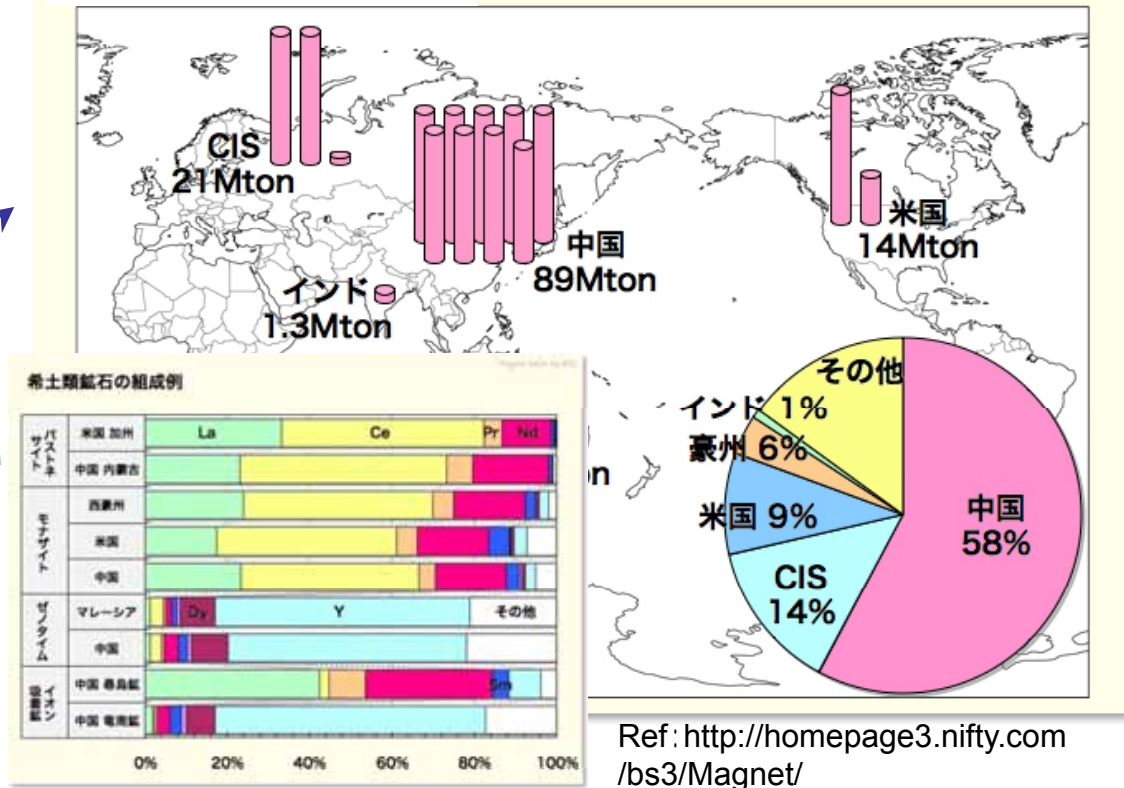 CIS
21Mton
インド
1.3Mton
中国
89Mton
米国
14Mton
その他
インド 1%
豪州 6%
米国 9%
CIS
14%
中国
58%
n
希土類鉱石の組成例
バストネサイト
米国 加州
La
Ce
Pr
Nd
中国 内蒙古
モナザイト
西豪州
米国
中国
ゼノタイム
マレーシア
Dy
Y
その他
中国
イオン吸着鉱
中国 尋烏鉱
Sm
中国 竜南鉱
0%
20%
40%
60%
80%
100%
Ref:http://homepage3.nifty.com
/bs3/Magnet/